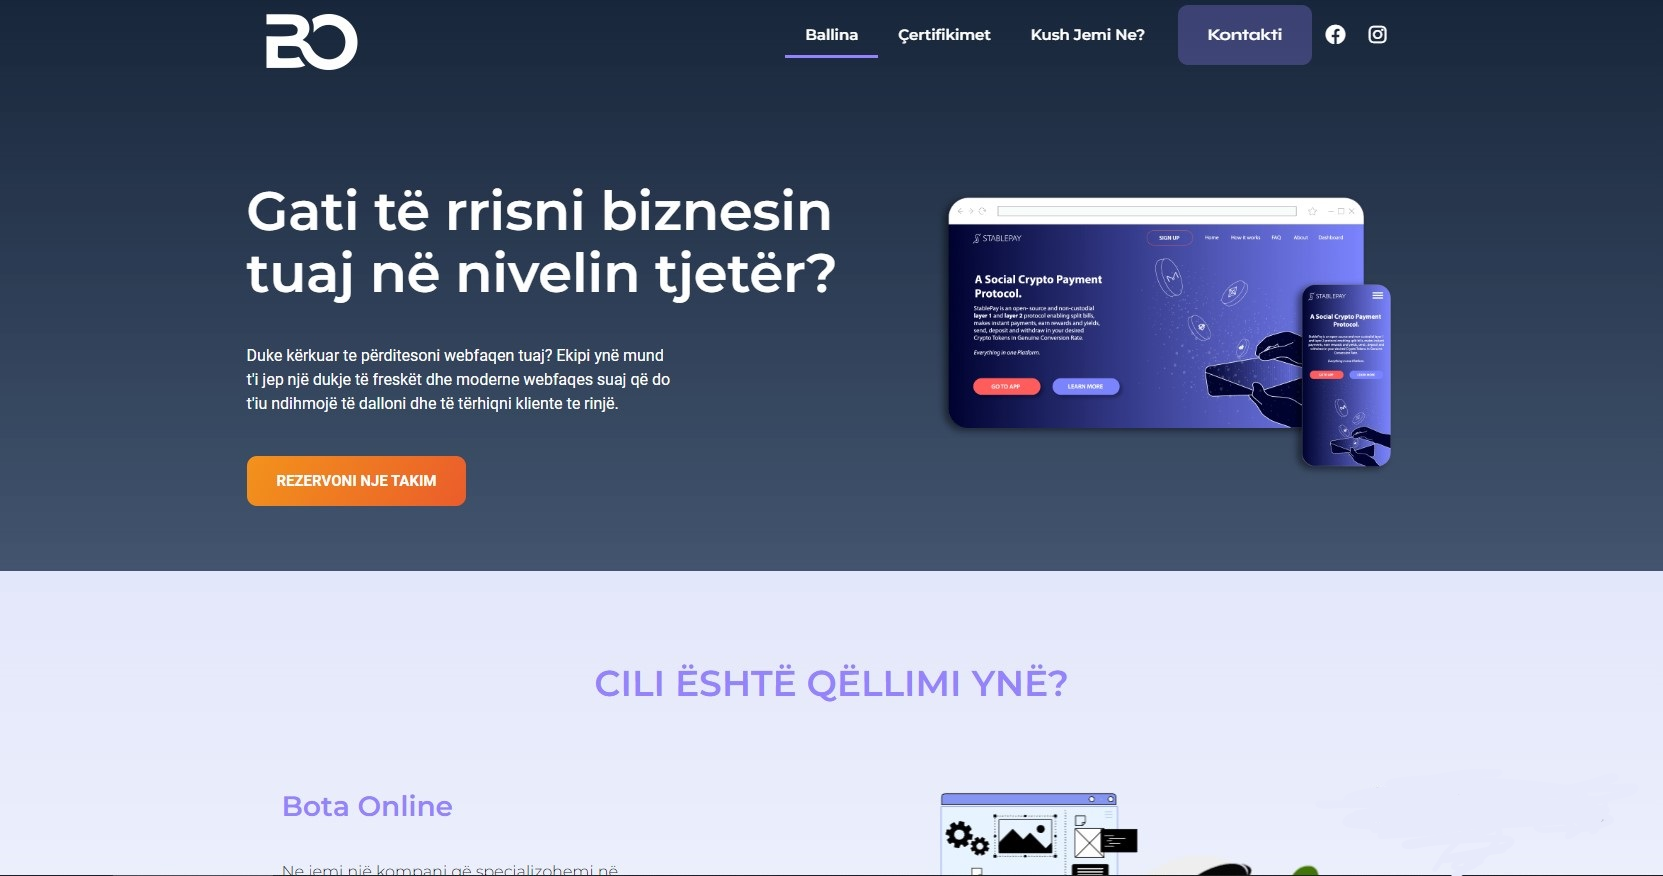 BO
Ballina
Çertifikimet
Kush Jemi Ne?
Kontakti
Gati të rrisni biznesin
tuaj në nivelin tjetër?
Duke kërkuar te përditesoni webfaqen tuaj? Ekipi ynë mund
t'i jep një dukje të freskët dhe moderne webfaqes suaj që do
t'iu ndihmojë të dalloni dhe të tërhiqni kliente te rinjë.
REZERVONI NJE TAKIM
STABLEPAY
SIGN UP
Home
How it works
FAQ
About
Dashboard
A Social Crypto Payment
Protocol.
StablePay is an open- source and non-custodial
layer 1 and layer 2 protocol enabling split bills,
makes instant payments, earn rewards and yields,
send, deposit and withdraw in your desired
Crypto Tokens in Genuine Conversion Rate.
Everything in one Platform.
GO TO APP
LEARN MORE
STABLEPAY
A Social Crypto Payment
Protocol.
GO TO APP
LEARN MORE
CILI ËSHTË QËLLIMI YNË?
Bota Online
Ne jemi një kompani që specializohemi në